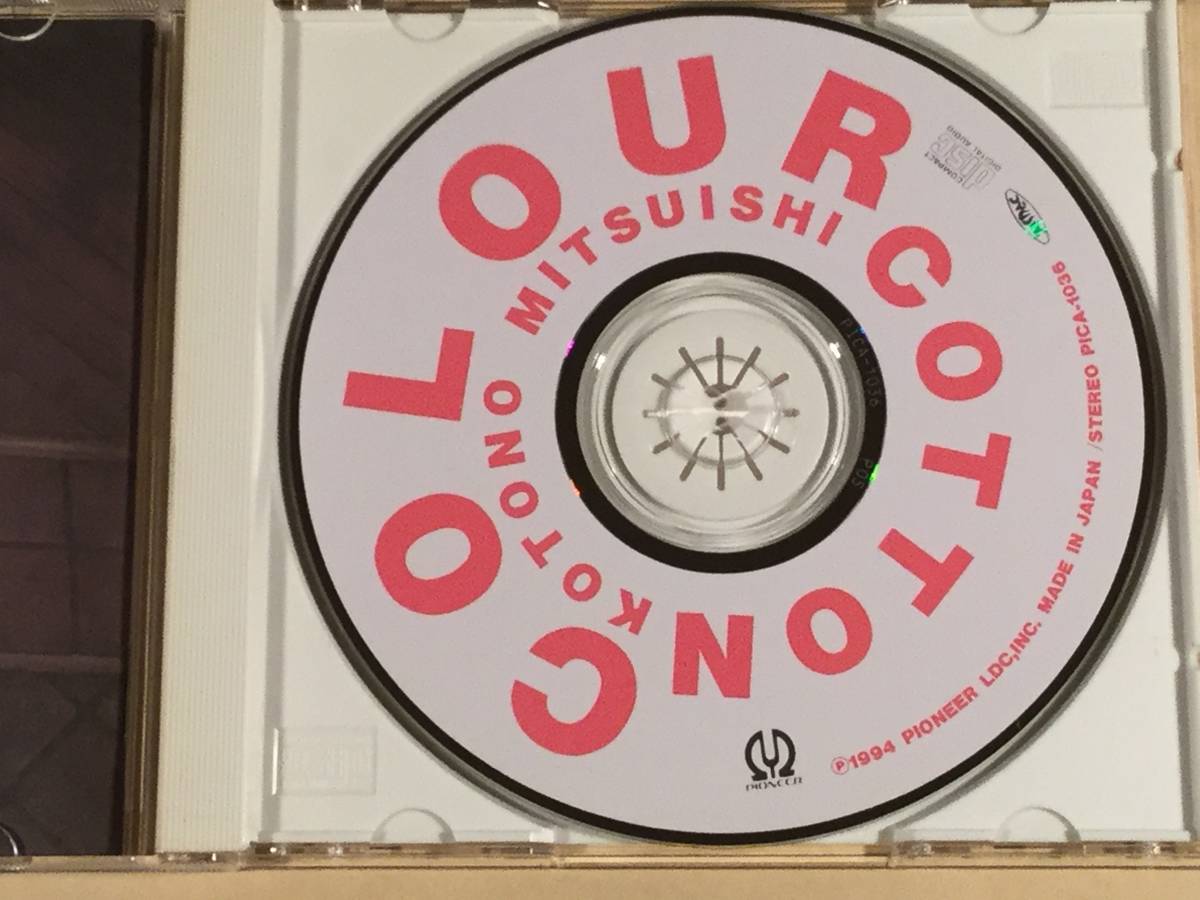 COLOUR COTTON
KOTONO MITSUISHI
COMPACT
disc
DIGITAL AUDIO
Ⓟ1994 PIONEER LDC,INC. MADE IN JAPAN /STEREO PICA-1036
PIONEER
PICA-1036